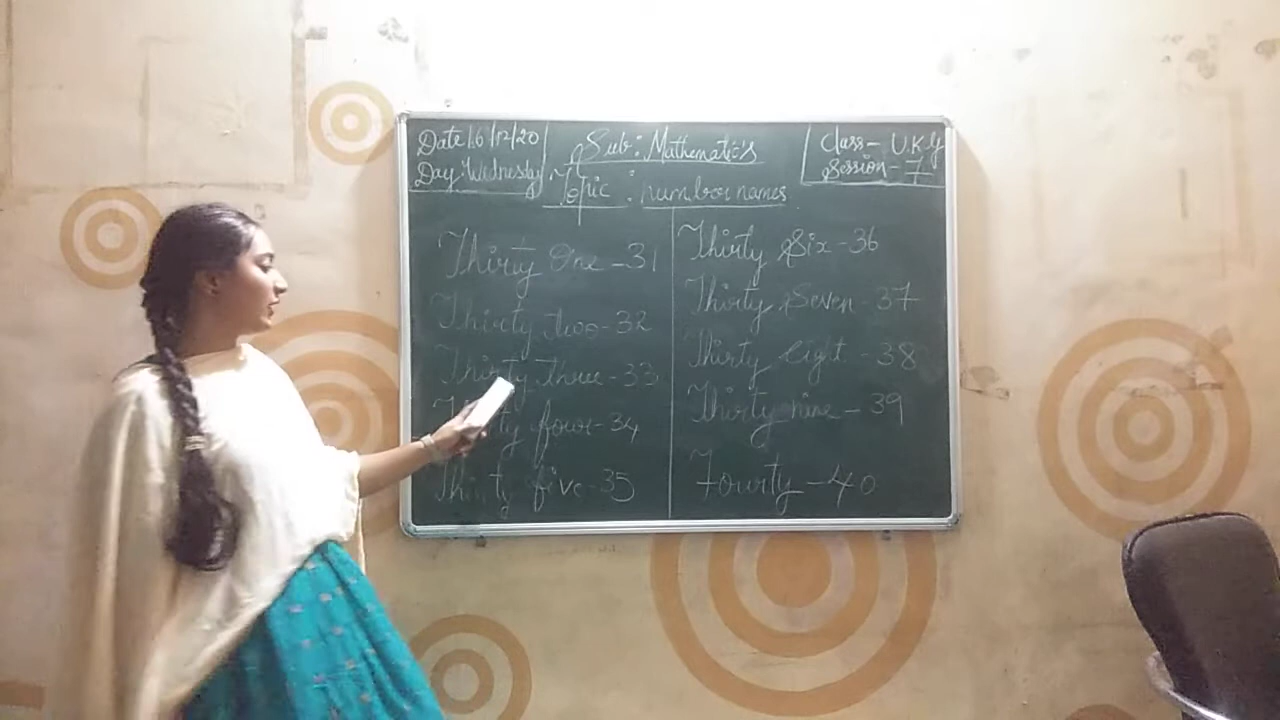 Date 16/12/20
Day: Wednesday
Sub: Mathematic's
Topic : number names
Class - U.K.G
Session - 7
Thirty One - 31
Thirty two - 32
Thirty three - 33
ty four - 34
Thirty five - 35
Thirty Six - 36
Thirty Seven - 37
Thirty Eight - 38
Thirty nine - 39
Fourty - 40